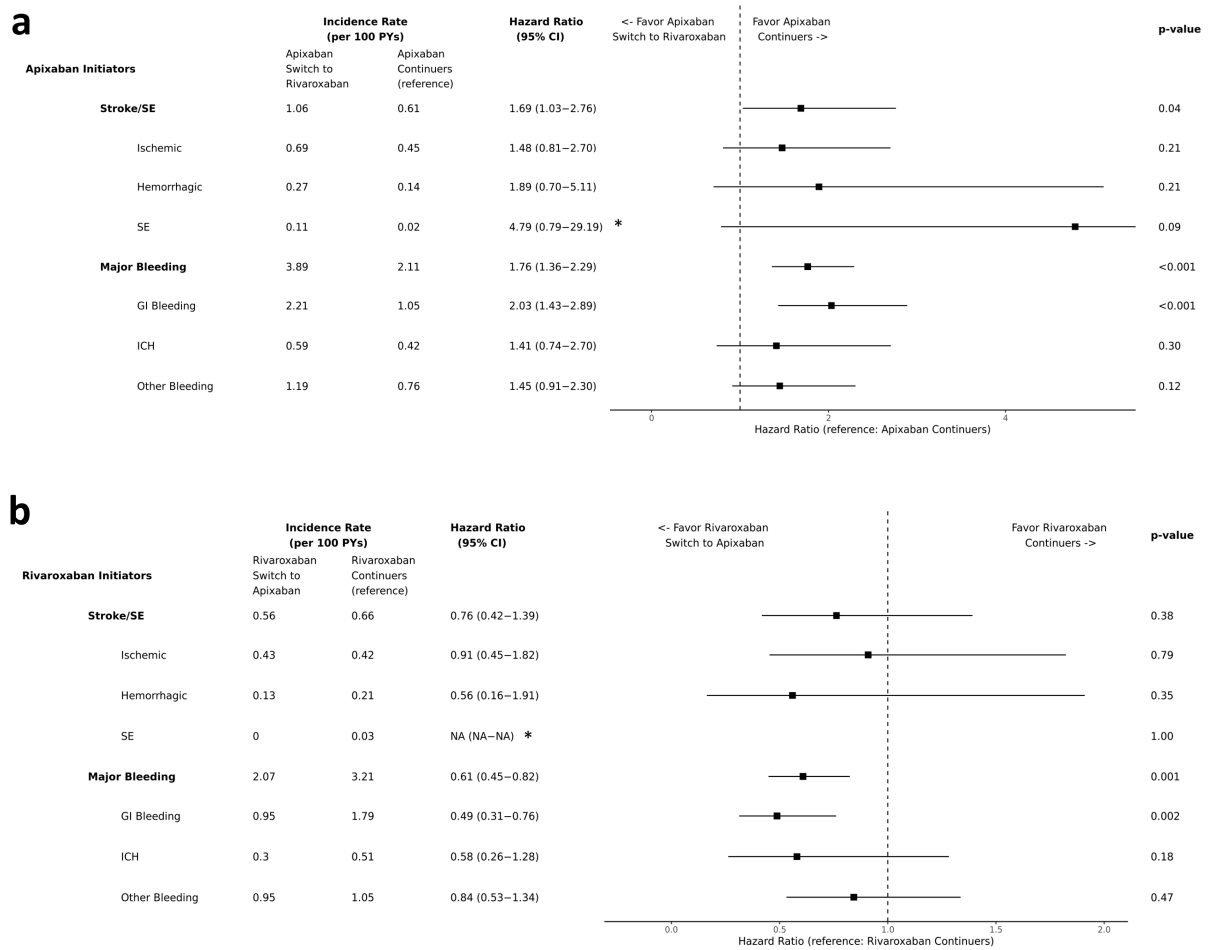 a
Incidence Rate Hazard Ratio <- Favor Apixaban Favor Apixaban
(per 100 PYs) (95% CI) Switch to Rivaroxaban Continuers -> p-value
Apixaban Apixaban
Switch to Continuers
Rivaroxaban (reference)
Apixaban Initiators
Stroke/SE 1.06 0.61 1.69 (1.03−2.76) 0.04
Ischemic 0.69 0.45 1.48 (0.81−2.70) 0.21
Hemorrhagic 0.27 0.14 1.89 (0.70−5.11) 0.21
SE 0.11 0.02 4.79 (0.79−29.19) * 0.09
Major Bleeding 3.89 2.11 1.76 (1.36−2.29) <0.001
GI Bleeding 2.21 1.05 2.03 (1.43−2.89) <0.001
ICH 0.59 0.42 1.41 (0.74−2.70) 0.30
Other Bleeding 1.19 0.76 1.45 (0.91−2.30) 0.12
0 2 4
Hazard Ratio (reference: Apixaban Continuers)
b
Incidence Rate Hazard Ratio <- Favor Rivaroxaban Favor Rivaroxaban
(per 100 PYs) (95% CI) Switch to Apixaban Continuers -> p-value
Rivaroxaban Rivaroxaban
Switch to Continuers
Apixaban (reference)
Rivaroxaban Initiators
Stroke/SE 0.56 0.66 0.76 (0.42−1.39) 0.38
Ischemic 0.43 0.42 0.91 (0.45−1.82) 0.79
Hemorrhagic 0.13 0.21 0.56 (0.16−1.91) 0.35
SE 0 0.03 NA (NA−NA) * 1.00
Major Bleeding 2.07 3.21 0.61 (0.45−0.82) 0.001
GI Bleeding 0.95 1.79 0.49 (0.31−0.76) 0.002
ICH 0.3 0.51 0.58 (0.26−1.28) 0.18
Other Bleeding 0.95 1.05 0.84 (0.53−1.34) 0.47
0.0 0.5 1.0 1.5 2.0
Hazard Ratio (reference: Rivaroxaban Continuers)